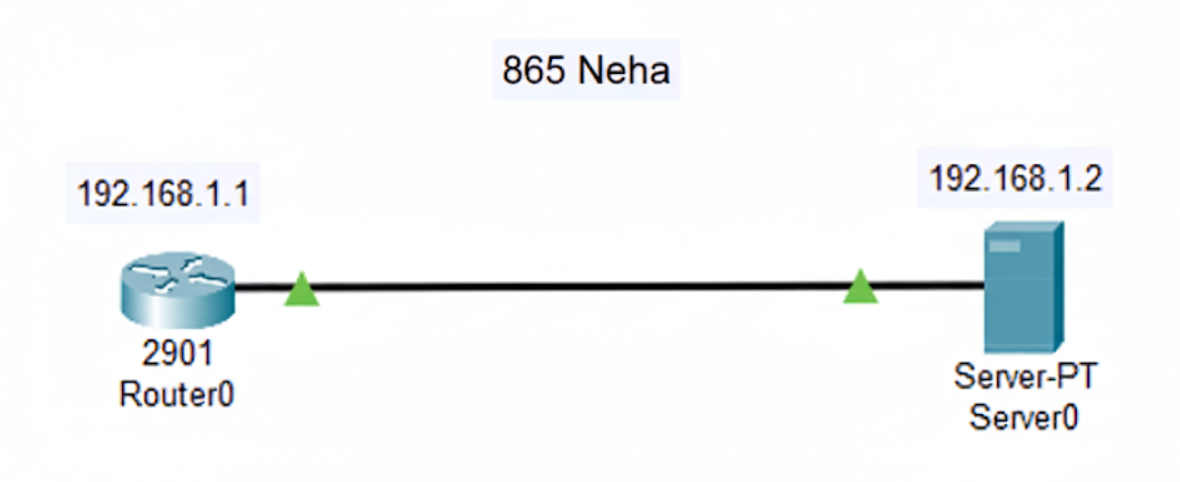 865 Neha
192.168.1.1
192.168.1.2
2901
Router0
Server-PT
Server0